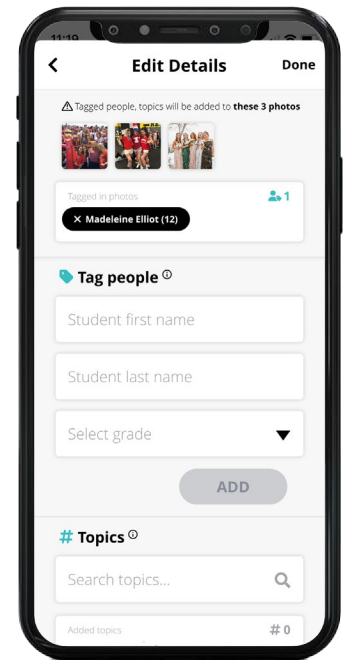 11:19
Edit Details
Done
Tagged people, topics will be added to these 3 photos
Tagged in photos
1
× Madeleine Elliot (12)
Tag people
Student first name
Student last name
Select grade
ADD
# Topics
Search topics...
Added topics
# 0